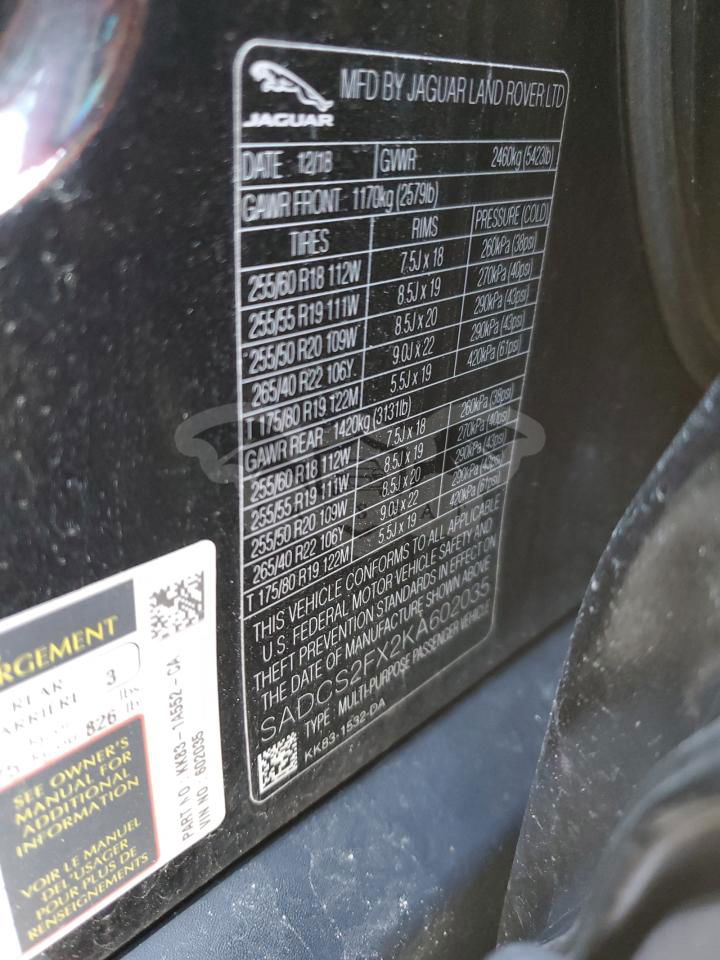 JAGUAR
MFD BY JAGUAR LAND ROVER LTD
DATE : 12/18 GVWR 2460kg (5423lb)
GAWR FRONT : 1170kg (2579lb)
TIRES RIMS PRESSURE (COLD)
255/60 R18 112W 7.5J x 18 260kPa (38psi)
255/55 R19 111W 8.5J x 19 270kPa (40psi)
255/50 R20 109W 8.5J x 20 290kPa (43psi)
265/40 R22 106Y 9.0J x 22 290kPa (43psi)
T 175/80 R19 122M 5.5J x 19 420kPa (61psi)
GAWR REAR 1420kg (3131lb)
255/60 R18 112W 7.5J x 18 260kPa (38psi)
255/55 R19 111W 8.5J x 19 270kPa (40psi)
255/50 R20 109W 8.5J x 20 290kPa (43psi)
265/40 R22 106Y 9.0J x 22 290kPa (43psi)
T 175/80 R19 122M 5.5J x 19 420kPa (61psi)
THIS VEHICLE CONFORMS TO ALL APPLICABLE
U.S. FEDERAL MOTOR VEHICLE SAFETY AND
THEFT PREVENTION STANDARDS IN EFFECT ON
THE DATE OF MANUFACTURE SHOWN ABOVE
SADCS2FX2KA602035
TYPE : MULTI-PURPOSE PASSENGER VEHICLE
KK83-1532-DA
RGEMENT
REAR
ARRIÈRE 3
826 lbs
SEE OWNER'S
MANUAL FOR
ADDITIONAL
INFORMATION
VOIR LE MANUEL
DE L'USAGER
POUR PLUS DE
RENSEIGNEMENTS
PART NO : KK83-1A552-CA
VIN NO : 602035